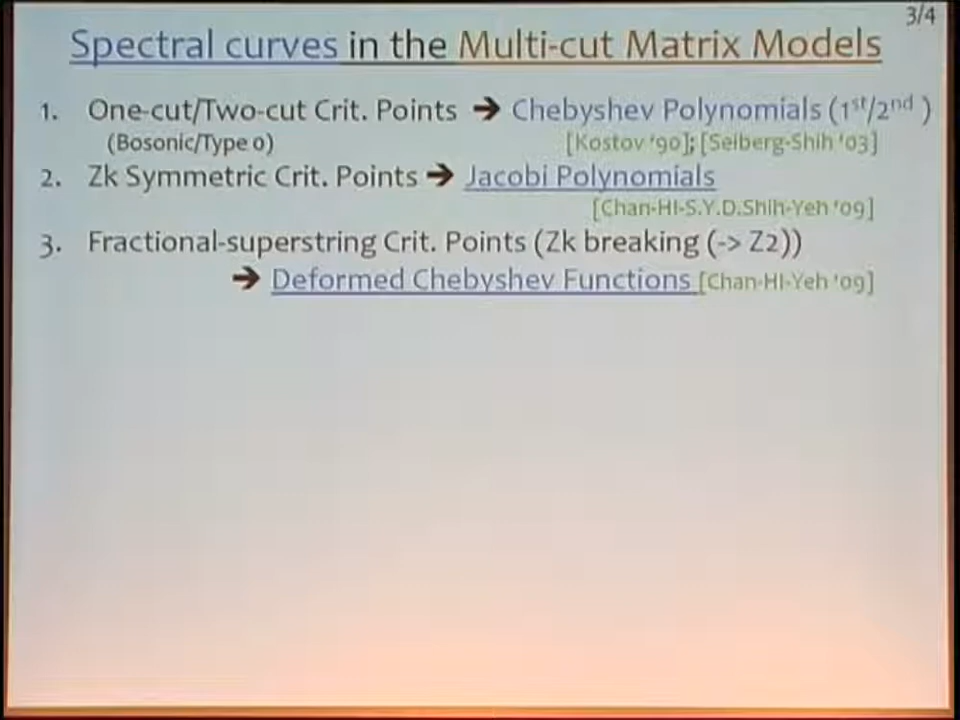 3/4
Spectral curves in the Multi-cut Matrix Models
1. One-cut/Two-cut Crit. Points ➔ Chebyshev Polynomials (1st/2nd )
(Bosonic/Type 0) [Kostov '90]; [Seiberg-Shih '03]
2. Zk Symmetric Crit. Points ➔ Jacobi Polynomials
[Chan-HI-S.Y.D.Shih-Yeh '09]
3. Fractional-superstring Crit. Points (Zk breaking (-> Z2))
➔ Deformed Chebyshev Functions [Chan-HI-Yeh '09]